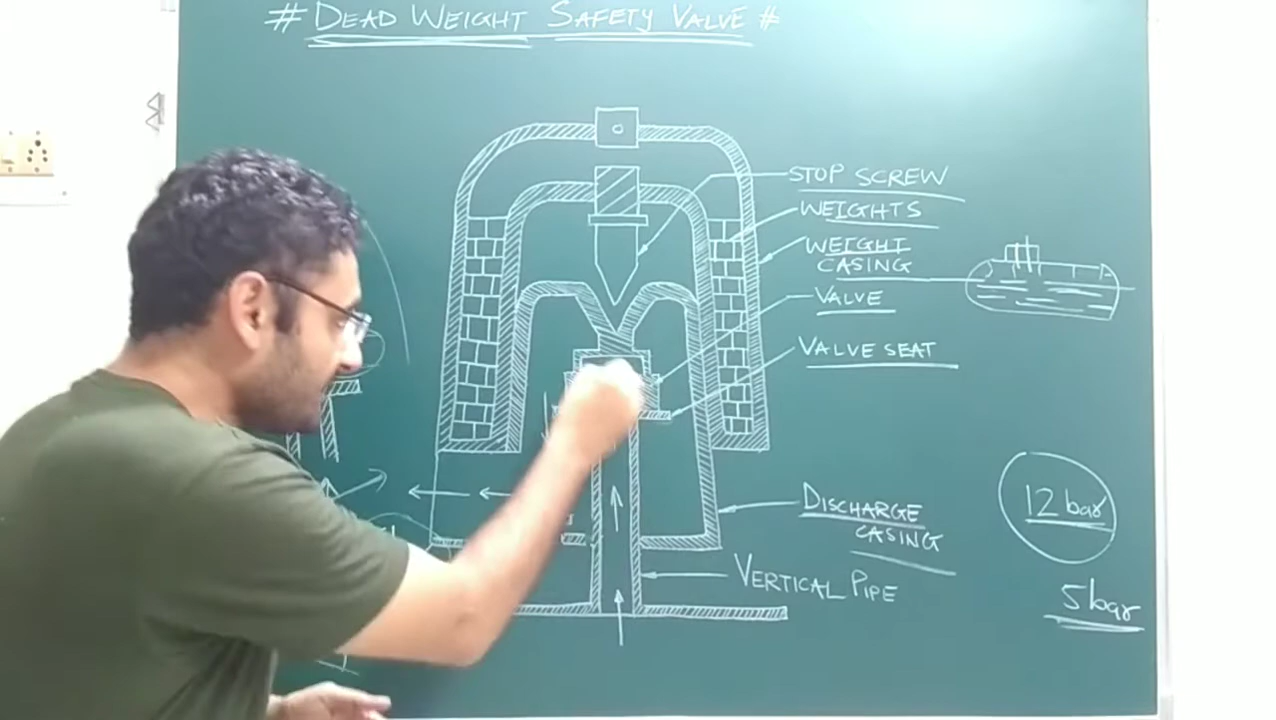 # DEAD WEIGHT SAFETY VALVE #
STOP SCREW
WEIGHTS
WEIGHT
CASING
VALVE
VALVE SEAT
DISCHARGE
CASING
VERTICAL PIPE
12 bar
5 bar